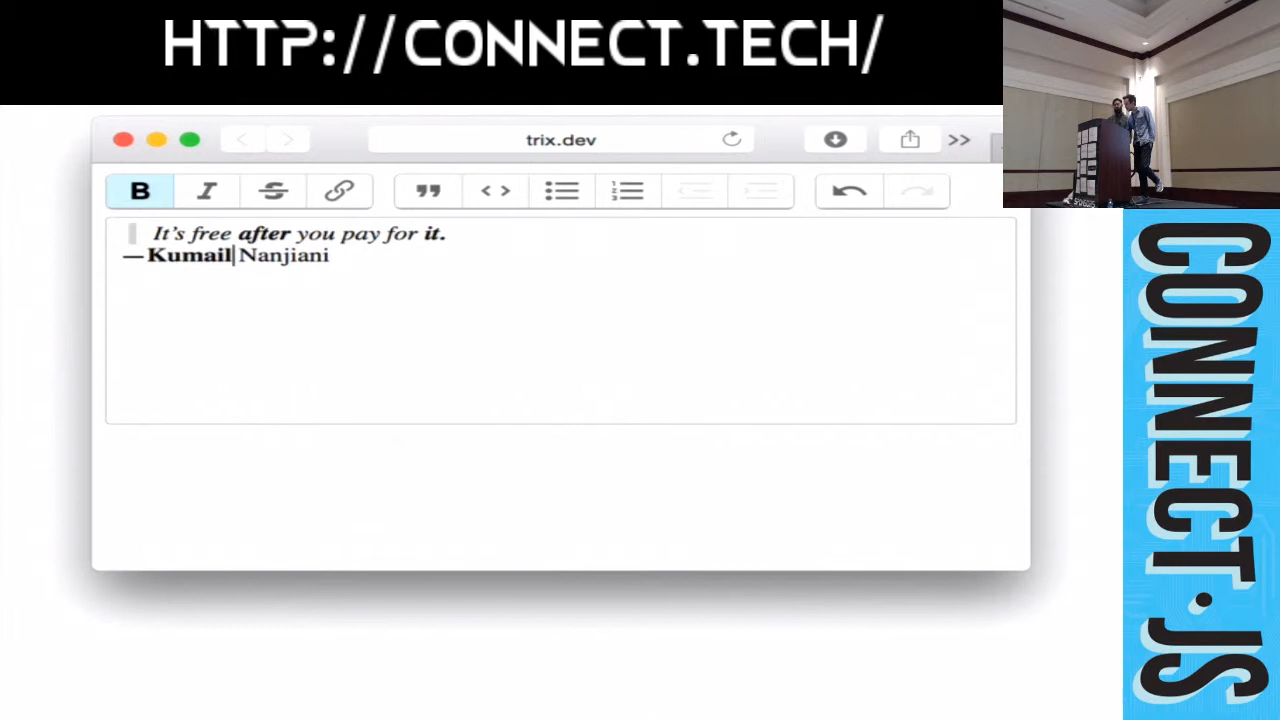 HTTP://CONNECT.TECH/
trix.dev
B I S
It’s free after you pay for it.
— Kumail Nanjiani
CONNECT·JS